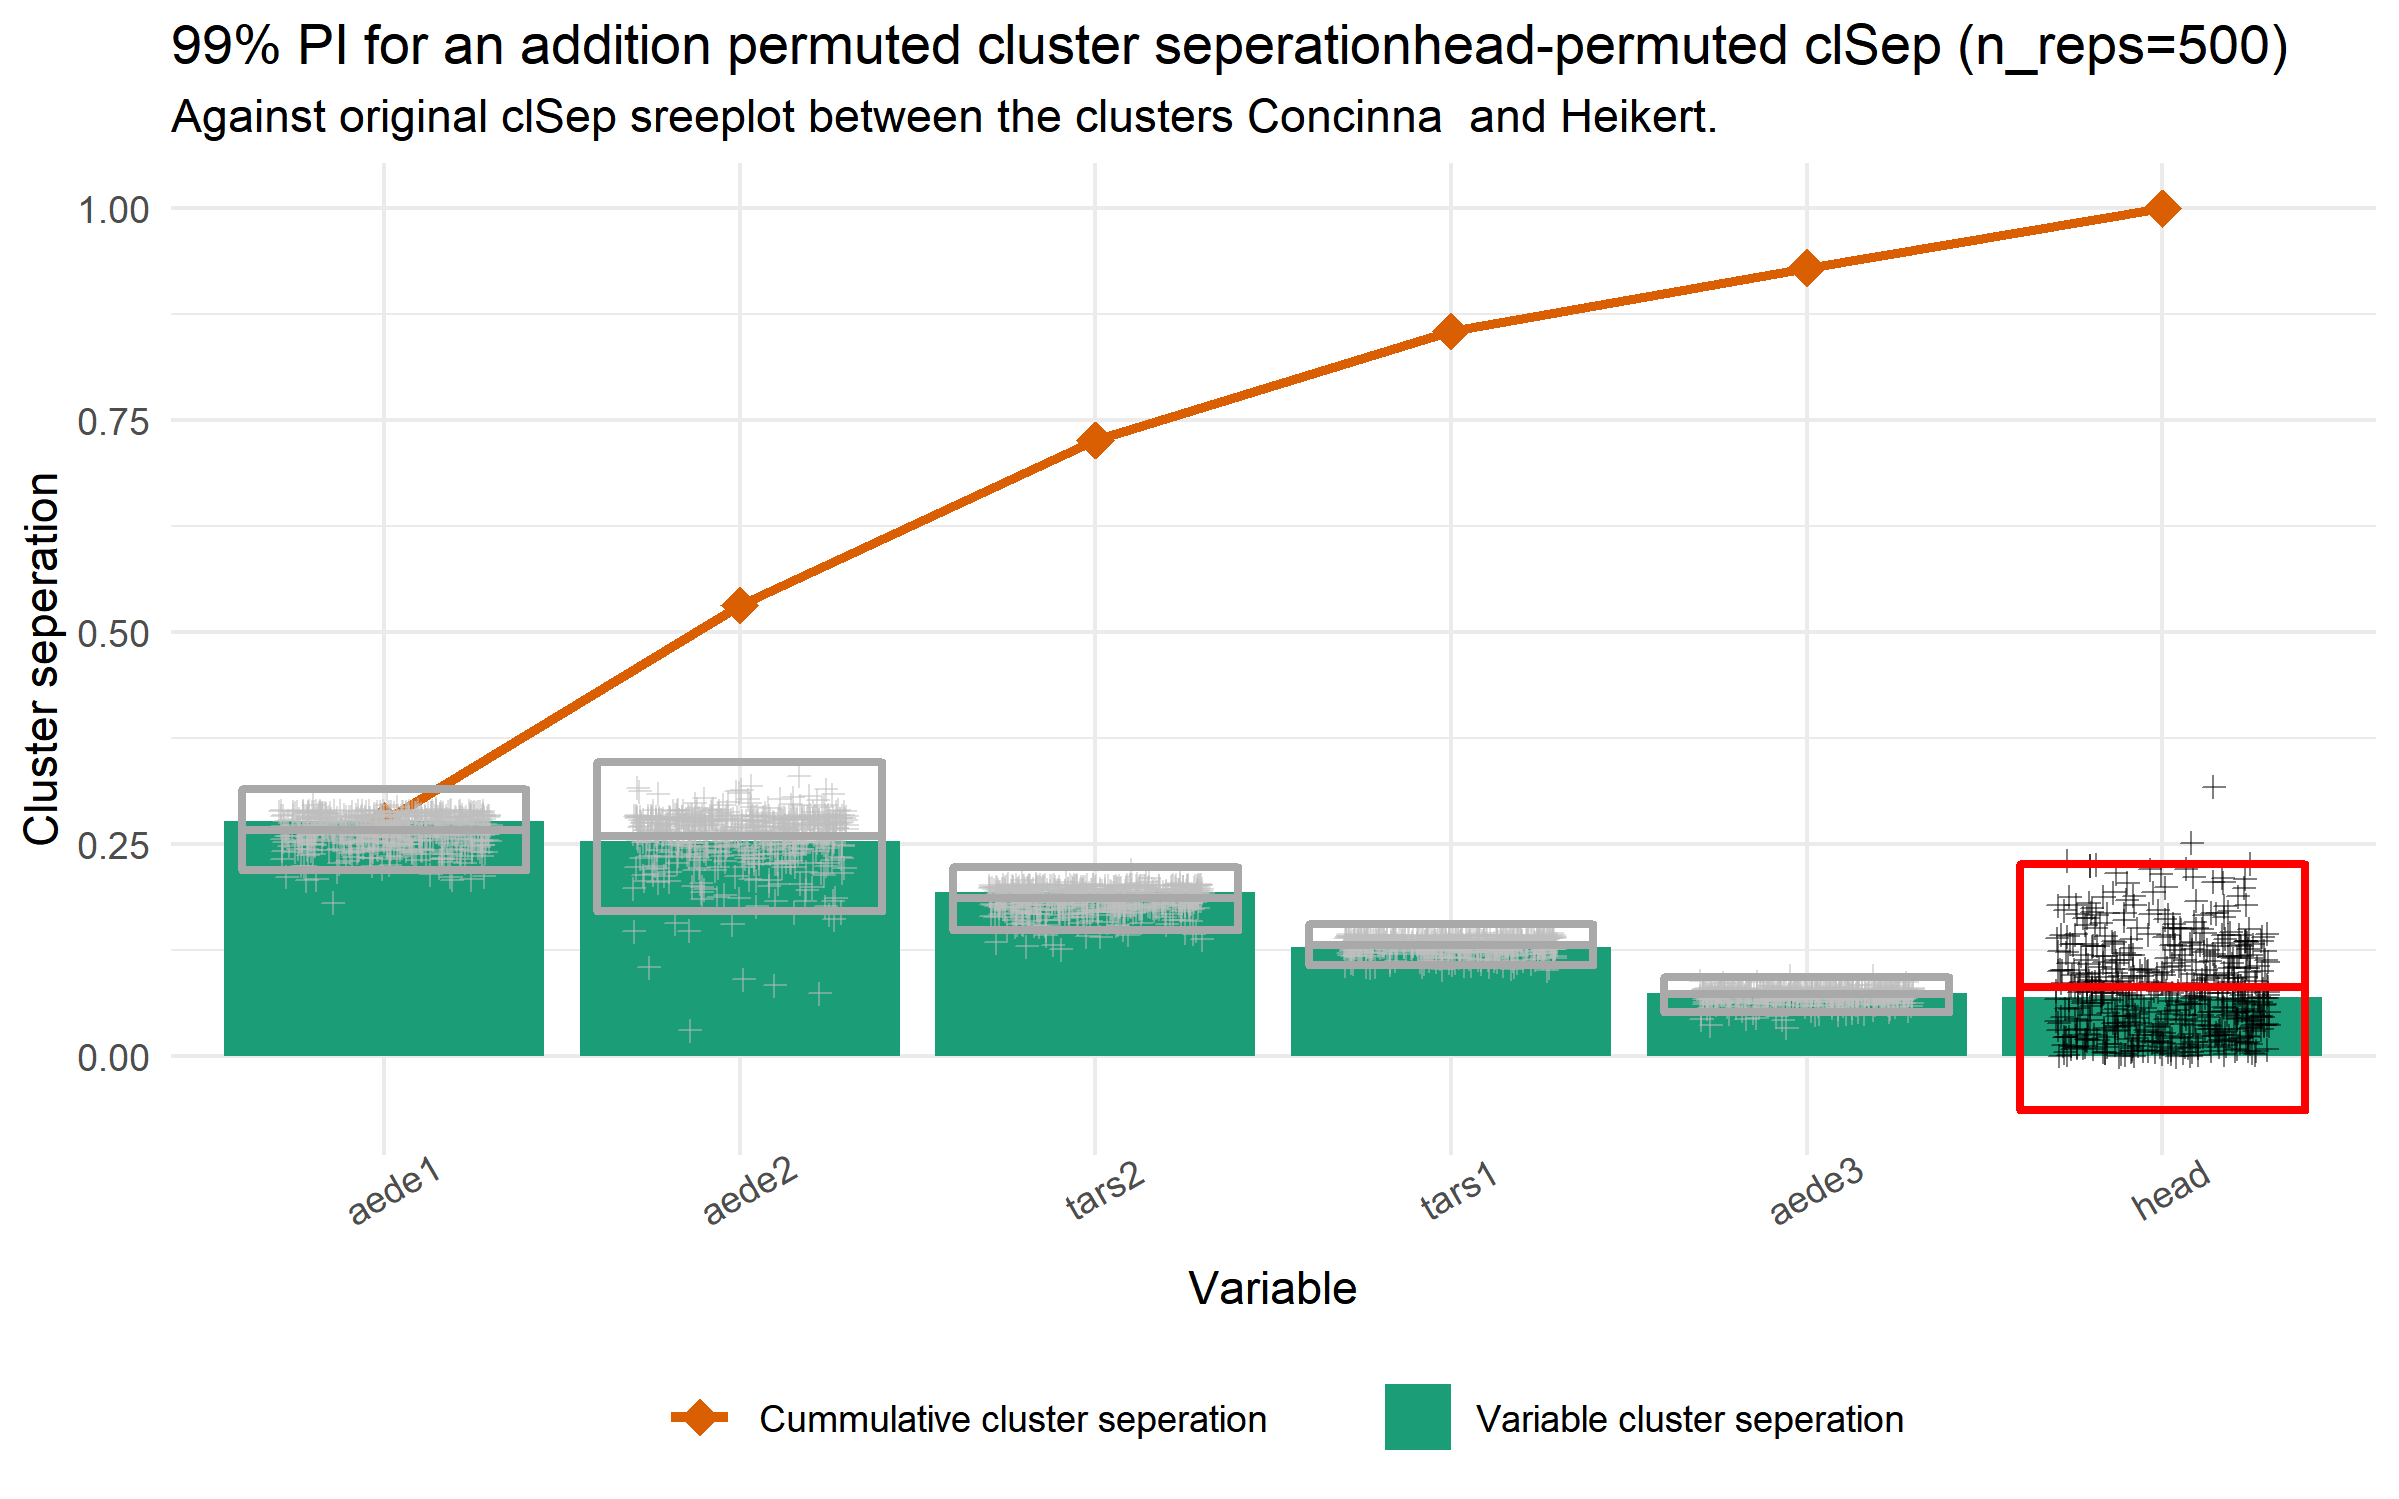 99% PI for an addition permuted cluster seperationhead-permuted clSep (n_reps=500)
Against original clSep sreeplot between the clusters Concinna  and Heikert.
Cluster seperation
1.00
0.75
0.50
0.25
0.00
aede1
aede2
tars2
tars1
aede3
head
Variable
Cummulative cluster seperation
Variable cluster seperation